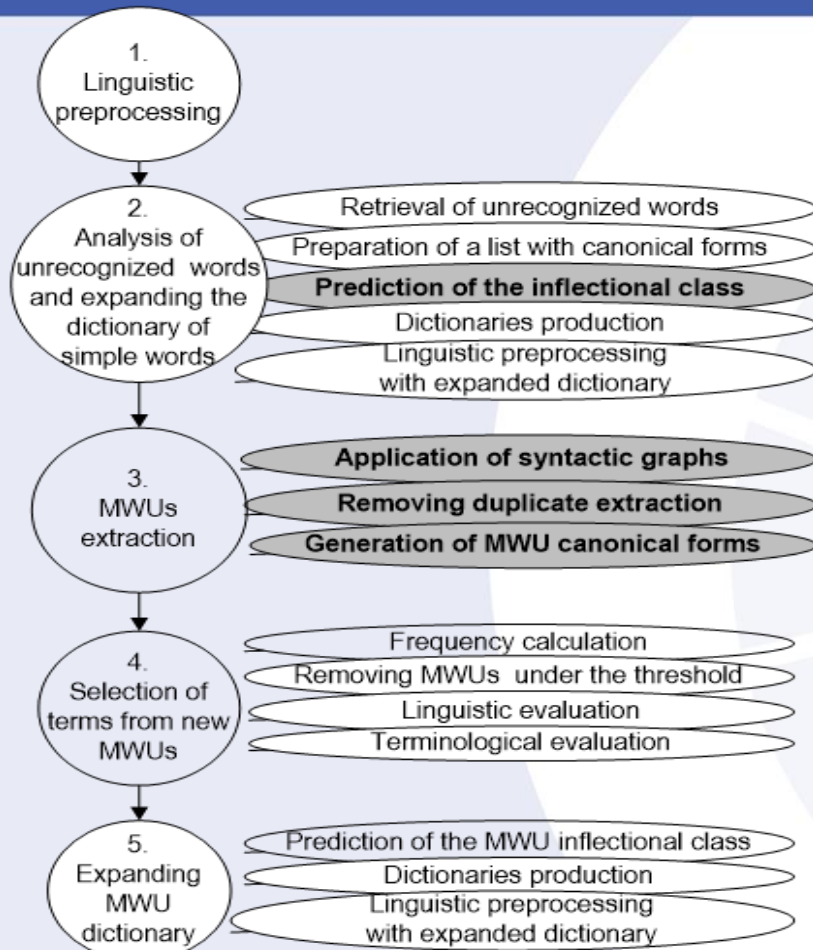 1.
Linguistic
preprocessing
2.
Analysis of
unrecognized words
and expanding the
dictionary of
simple words
Retrieval of unrecognized words
Preparation of a list with canonical forms
Prediction of the inflectional class
Dictionaries production
Linguistic preprocessing
with expanded dictionary
3.
MWUs
extraction
Application of syntactic graphs
Removing duplicate extraction
Generation of MWU canonical forms
4.
Selection of
terms from new
MWUs
Frequency calculation
Removing MWUs under the threshold
Linguistic evaluation
Terminological evaluation
5.
Expanding
MWU
dictionary
Prediction of the MWU inflectional class
Dictionaries production
Linguistic preprocessing
with expanded dictionary